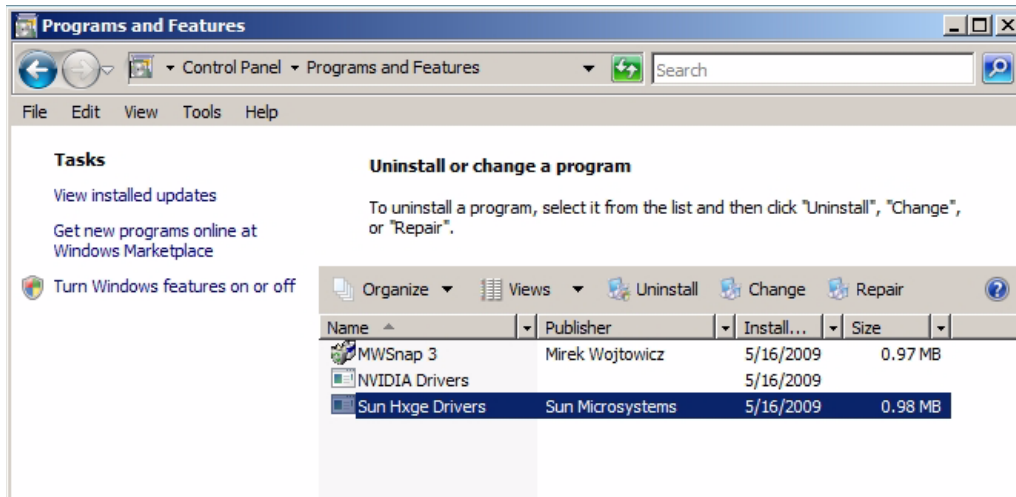 Programs and Features
Control Panel Programs and Features
Search
File Edit View Tools Help
Tasks
View installed updates
Get new programs online at
Windows Marketplace
Turn Windows features on or off
Uninstall or change a program
To uninstall a program, select it from the list and then click "Uninstall", "Change",
or "Repair".
Organize Views Uninstall Change Repair
Name Publisher Install... Size
MWSnap 3 Mirek Wojtowicz 5/16/2009 0.97 MB
NVIDIA Drivers 5/16/2009
Sun Hxge Drivers Sun Microsystems 5/16/2009 0.98 MB